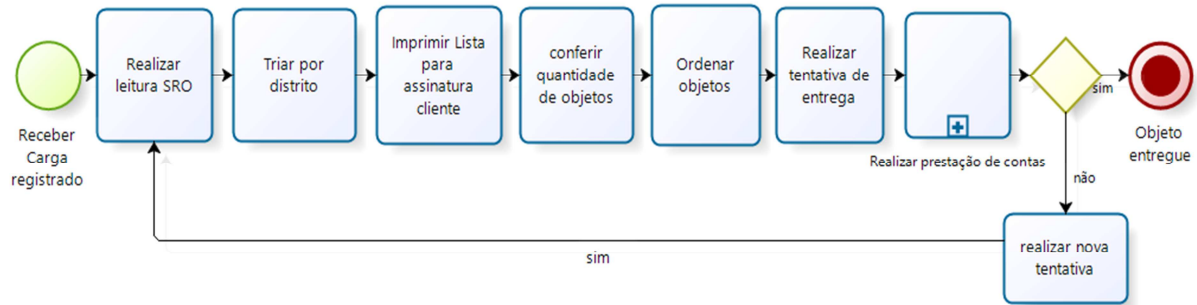 Receber
Carga
registrado
Realizar
leitura SRO
Triar por
distrito
Imprimir Lista
para
assinatura
cliente
conferir
quantidade
de objetos
Ordenar
objetos
Realizar
tentativa de
entrega
Realizar prestação de contas
sim
Objeto
entregue
não
realizar nova
tentativa
sim